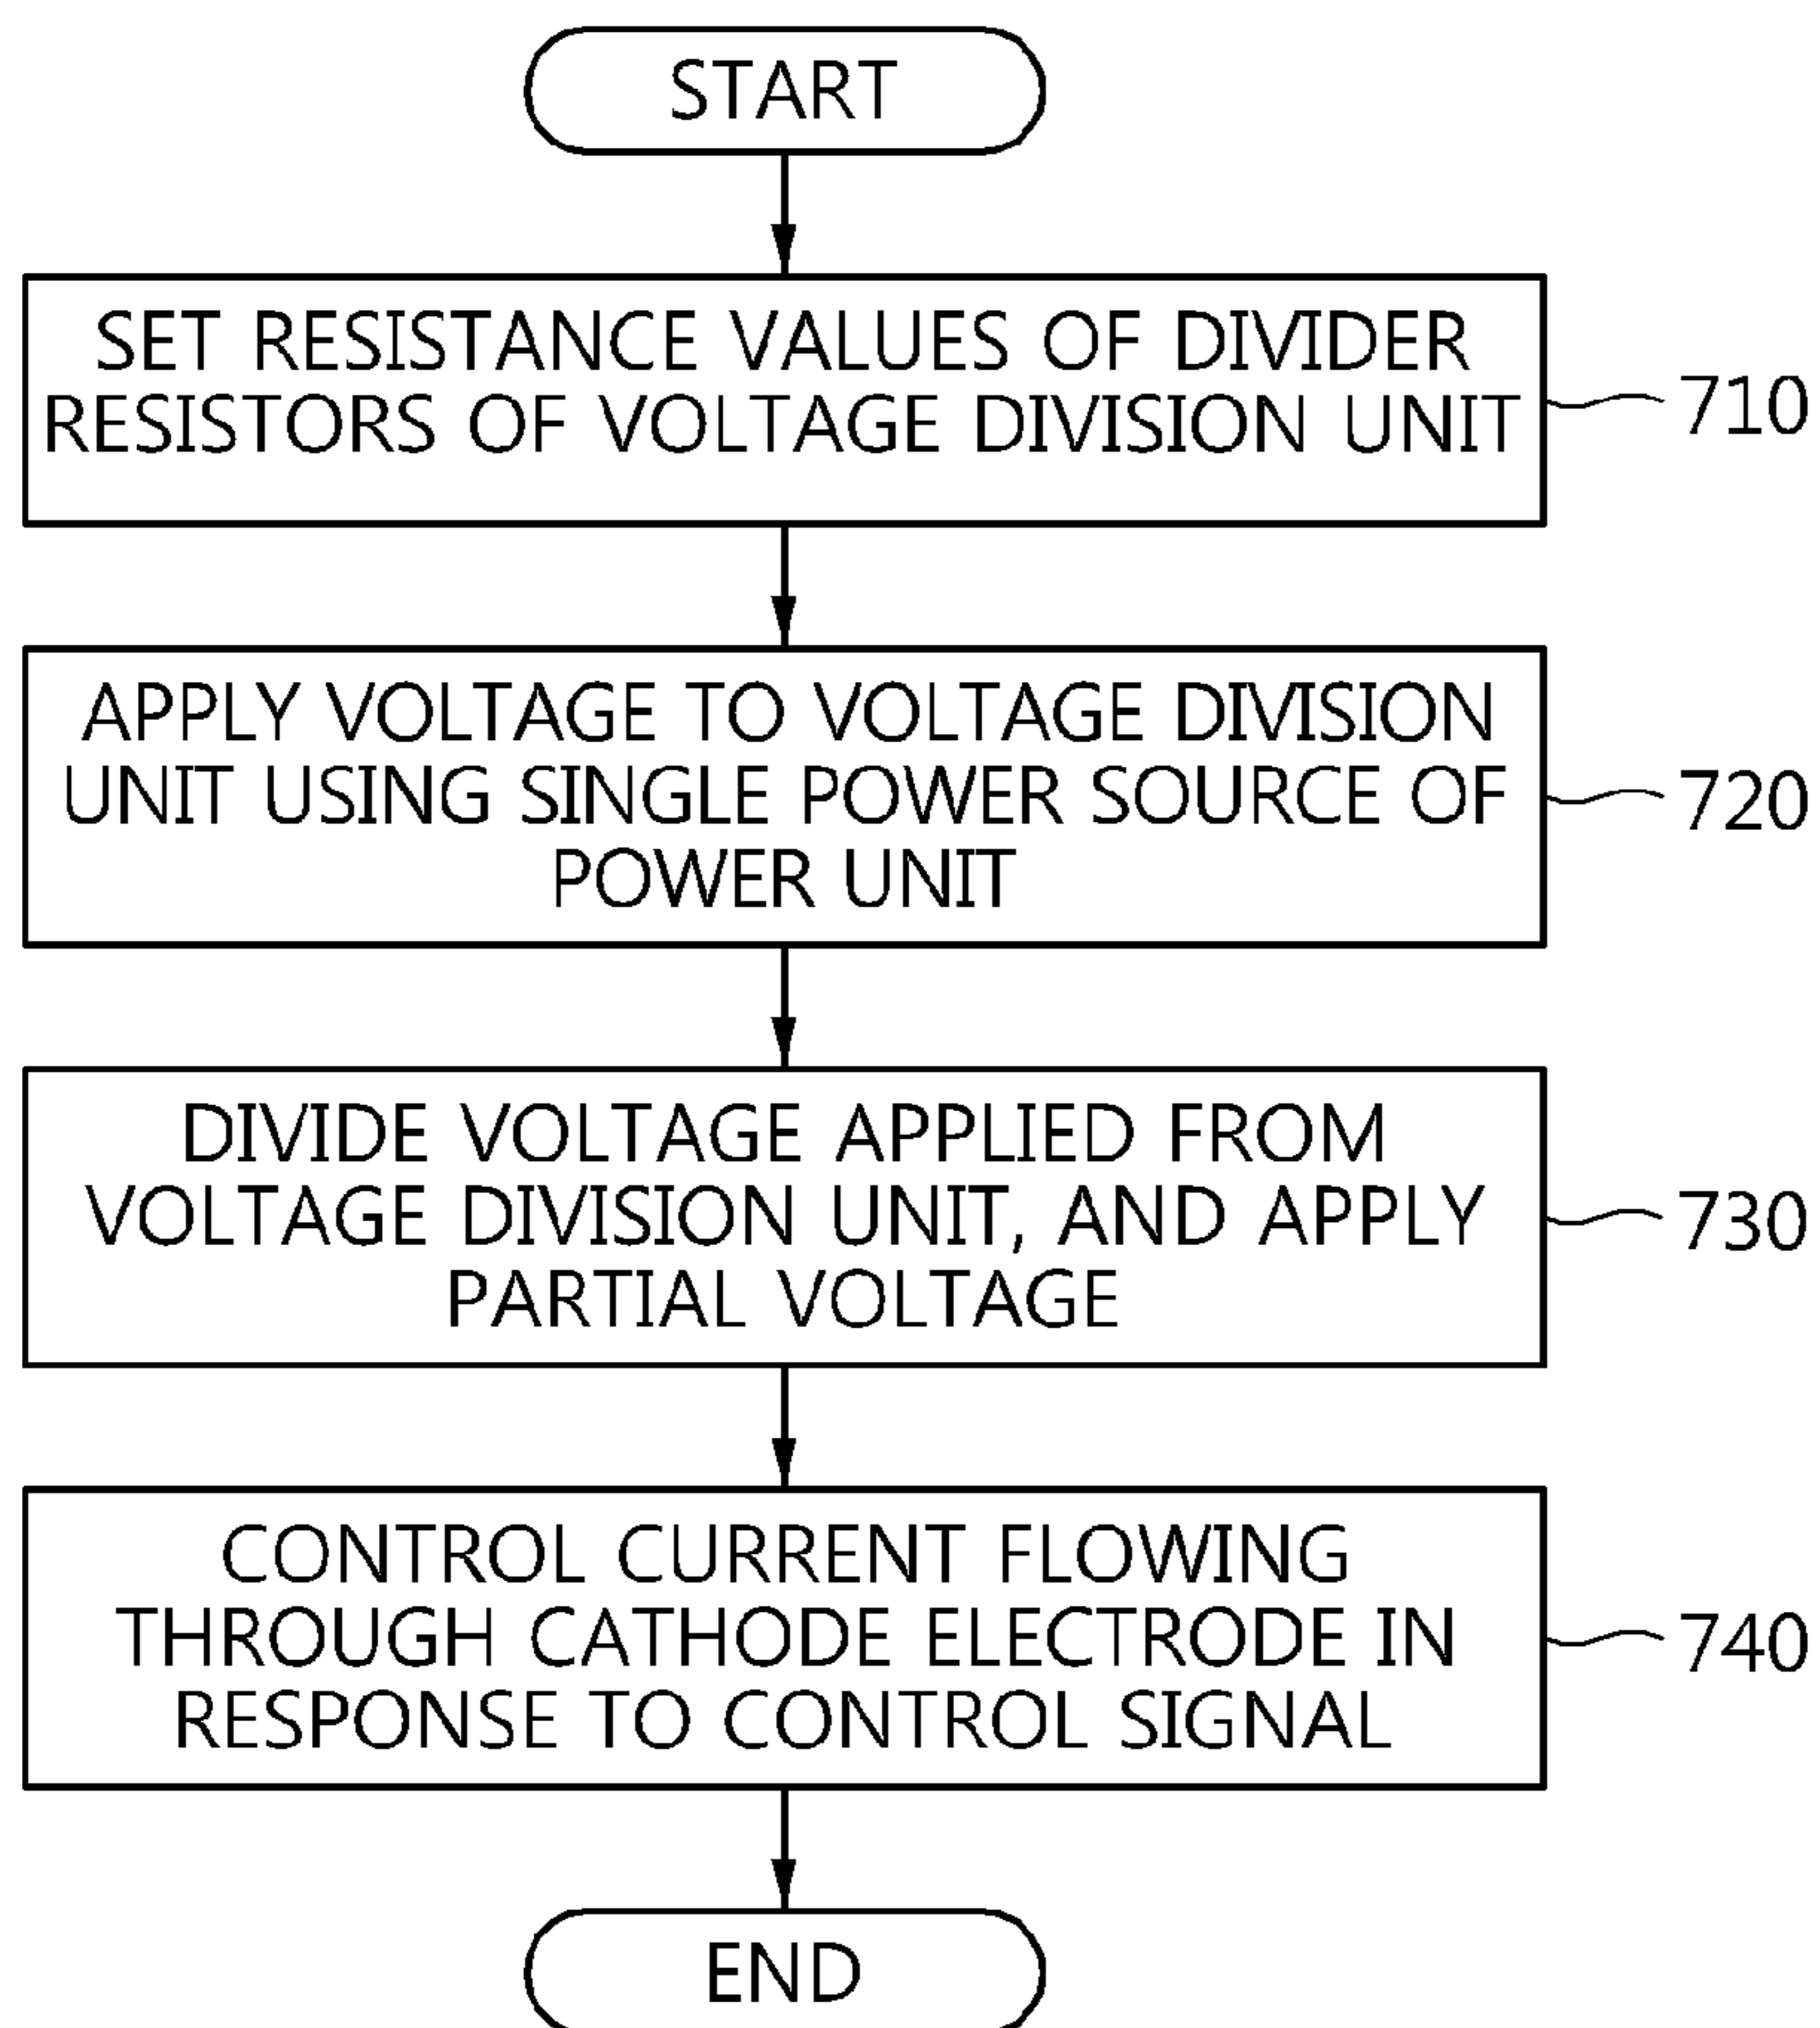 START
SET RESISTANCE VALUES OF DIVIDER
RESISTORS OF VOLTAGE DIVISION UNIT
710
APPLY VOLTAGE TO VOLTAGE DIVISION
UNIT USING SINGLE POWER SOURCE OF
POWER UNIT
720
DIVIDE VOLTAGE APPLIED FROM
VOLTAGE DIVISION UNIT, AND APPLY
PARTIAL VOLTAGE
730
CONTROL CURRENT FLOWING
THROUGH CATHODE ELECTRODE IN
RESPONSE TO CONTROL SIGNAL
740
END